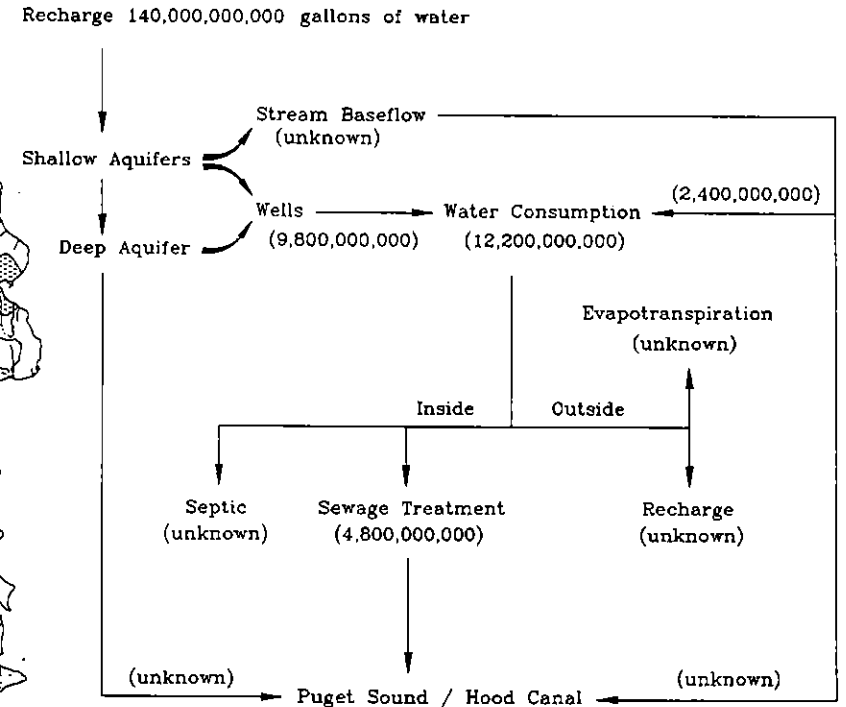 Recharge 140,000,000,000 gallons of water
Stream Baseflow
(unknown)
Shallow Aquifers
(2,400,000,000)
Wells
Water Consumption
(9,800,000,000)
(12,200,000.000)
Deep Aquifer
Evapotranspiration
(unknown)
Inside
Outside
Septic
(unknown)
Sewage Treatment
(4,800,000,000)
Recharge
(unknown)
(unknown)
(unknown)
Puget Sound / Hood Canal